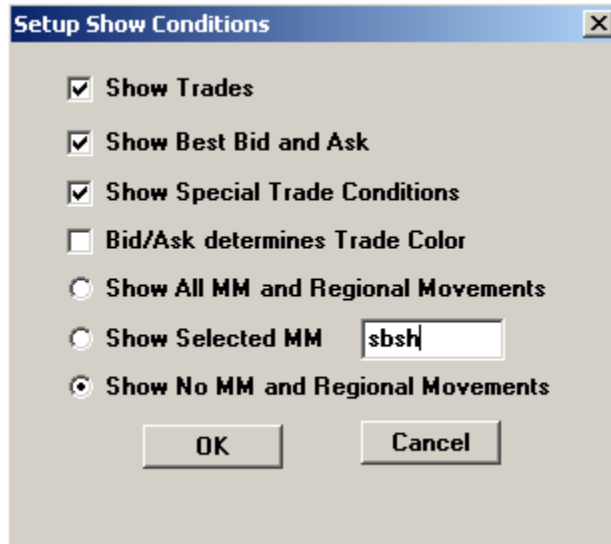 Setup Show Conditions
Show Trades
Show Best Bid and Ask
Show Special Trade Conditions
Bid/Ask determines Trade Color
Show All MM and Regional Movements
Show Selected MM sbsh
Show No MM and Regional Movements
OK Cancel